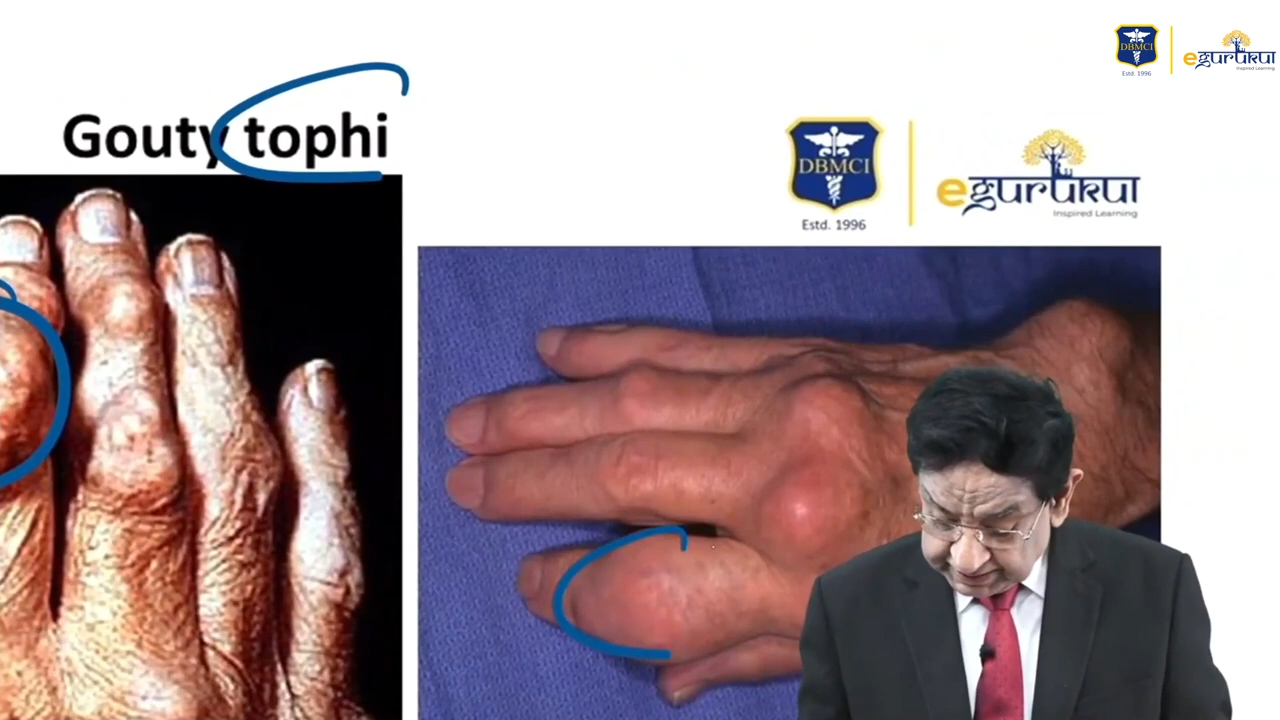 DBMCI
Estd. 1996
egurukul
Inspired Learning
Gouty tophi
DBMCI
Estd. 1996
egurukul
Inspired Learning